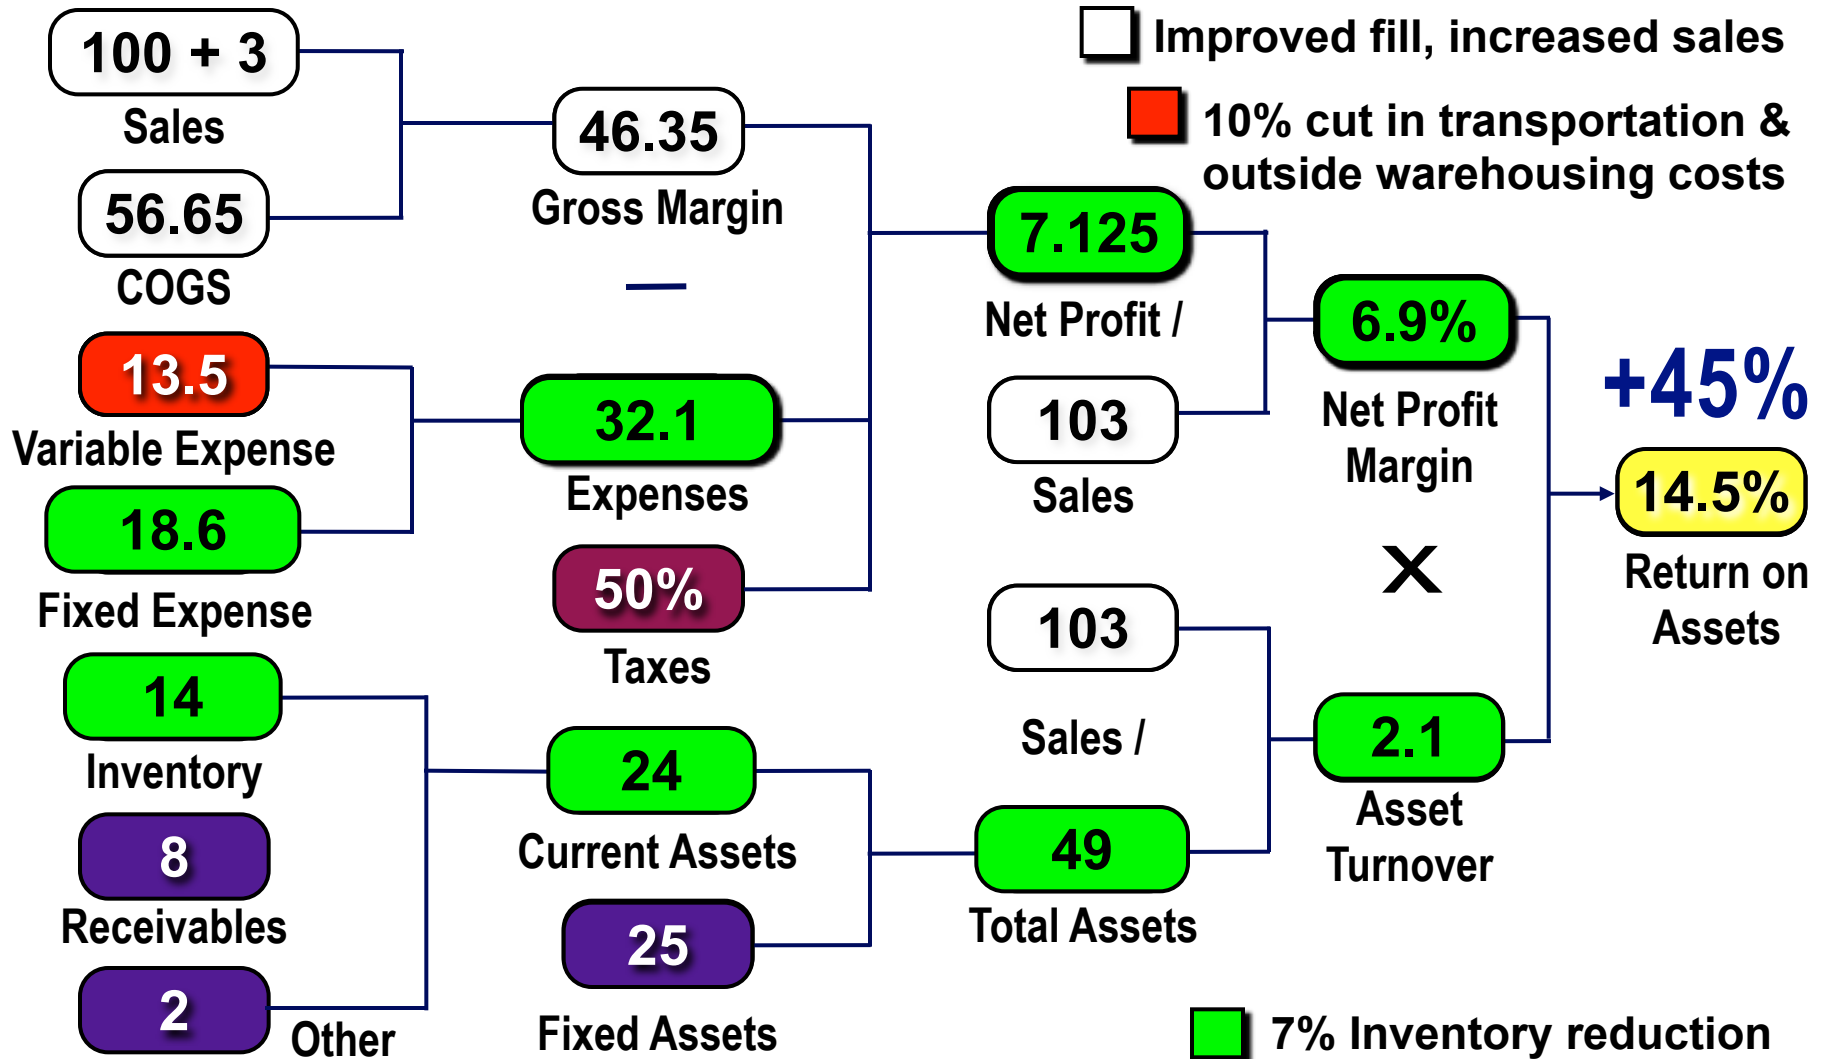 100 + 3
Sales
56.65
COGS
13.5
Variable Expense
18.6
Fixed Expense
14
Inventory
8
Receivables
2
Other
46.35
Gross Margin
—
32.1
Expenses
50%
Taxes
24
Current Assets
25
Fixed Assets
7.125
Net Profit /
103
Sales
103
Sales /
49
Total Assets
6.9%
Net Profit
Margin
X
2.1
Asset
Turnover
+45%
14.5%
Return on
Assets
Improved fill, increased sales
10% cut in transportation &
outside warehousing costs
7% Inventory reduction